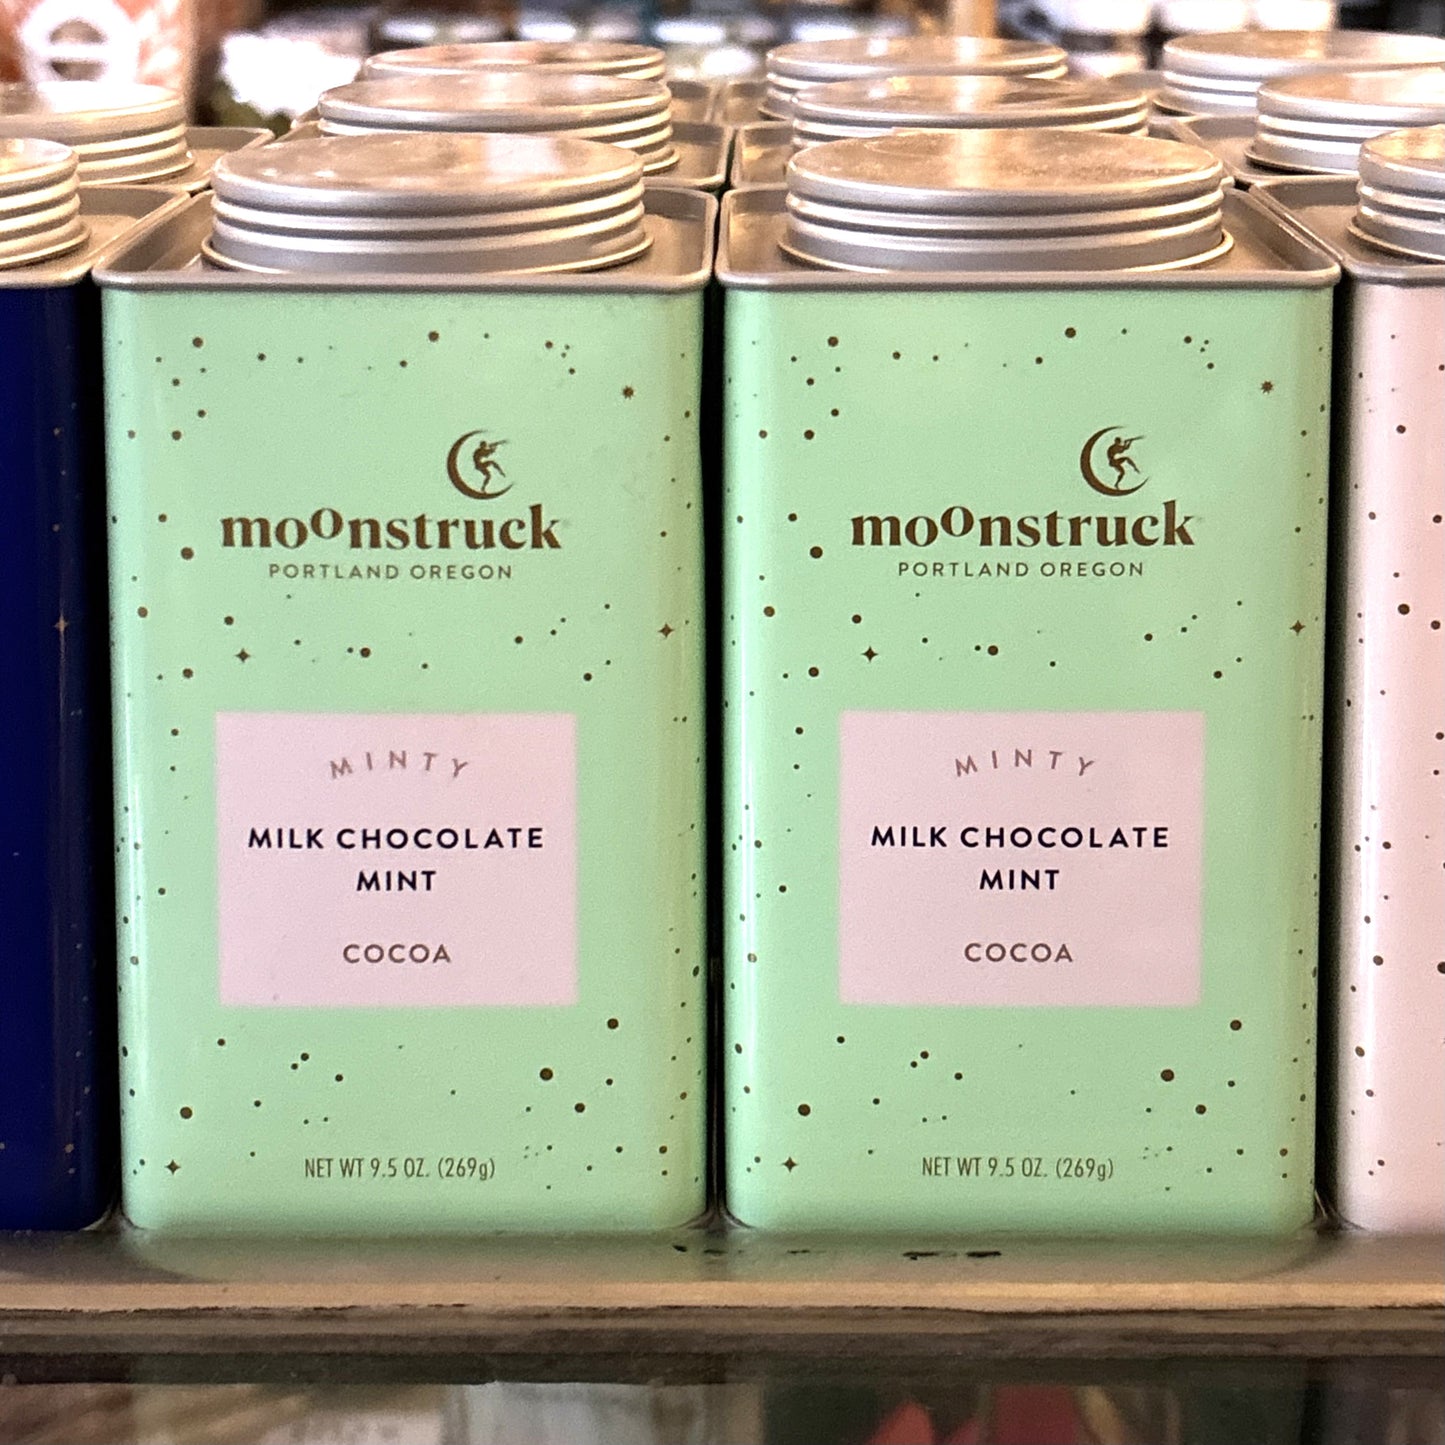 moonstruck
PORTLAND OREGON
MINTY
MILK CHOCOLATE
MINT
COCOA
NET WT 9.5 OZ. (269g)
moonstruck
PORTLAND OREGON
MINTY
MILK CHOCOLATE
MINT
COCOA
NET WT 9.5 OZ. (269g)